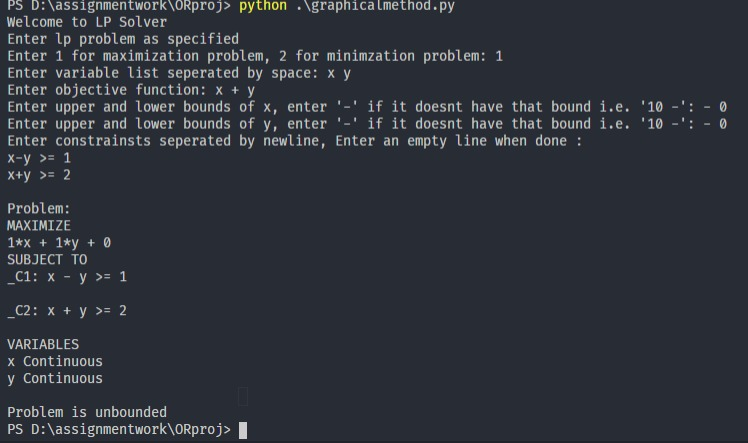 PS D:\assignmentwork\ORproj> python .\graphicalmethod.py
Welcome to LP Solver
Enter lp problem as specified
Enter 1 for maximization problem, 2 for minimzation problem: 1
Enter variable list seperated by space: x y
Enter objective function: x + y
Enter upper and lower bounds of x, enter '-' if it doesnt have that bound i.e. '10 -': - 0
Enter upper and lower bounds of y, enter '-' if it doesnt have that bound i.e. '10 -': - 0
Enter constrainsts seperated by newline, Enter an empty line when done :
x-y >= 1
x+y >= 2
Problem:
MAXIMIZE
1*x + 1*y + 0
SUBJECT TO
_C1: x - y >= 1
_C2: x + y >= 2
VARIABLES
x Continuous
y Continuous
Problem is unbounded
PS D:\assignmentwork\ORproj>